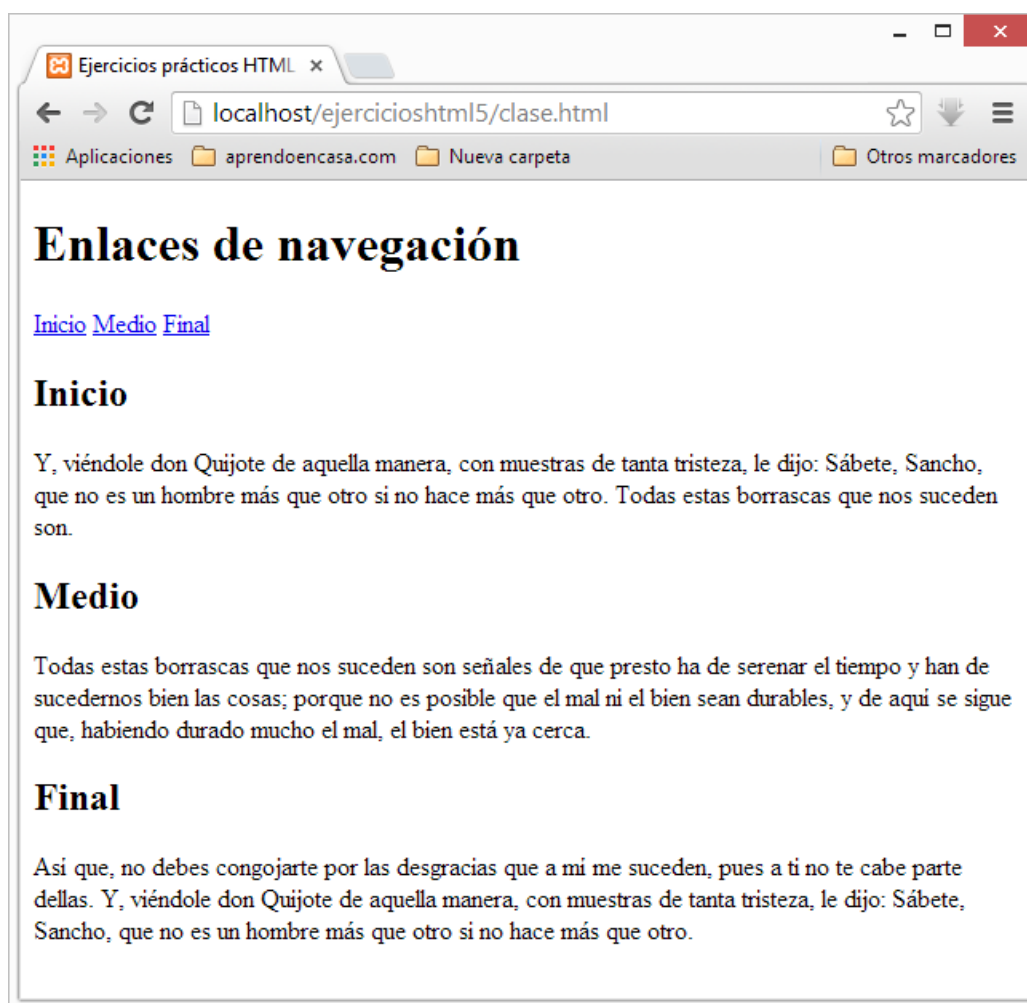 Ejercicios prácticos HTML
localhost/ejercicioshtml5/clase.html
Aplicaciones aprendoencasa.com Nueva carpeta Otros marcadores
Enlaces de navegación
Inicio Medio Final
Inicio
Y, viéndole don Quijote de aquella manera, con muestras de tanta tristeza, le dijo: Sábete, Sancho,
que no es un hombre más que otro si no hace más que otro. Todas estas borrascas que nos suceden
son.
Medio
Todas estas borrascas que nos suceden son señales de que presto ha de serenar el tiempo y han de
sucedernos bien las cosas; porque no es posible que el mal ni el bien sean durables, y de aquí se sigue
que, habiendo durado mucho el mal, el bien está ya cerca.
Final
Así que, no debes congojarte por las desgracias que a mí me suceden, pues a ti no te cabe parte
dellas. Y, viéndole don Quijote de aquella manera, con muestras de tanta tristeza, le dijo: Sábete,
Sancho, que no es un hombre más que otro si no hace más que otro.